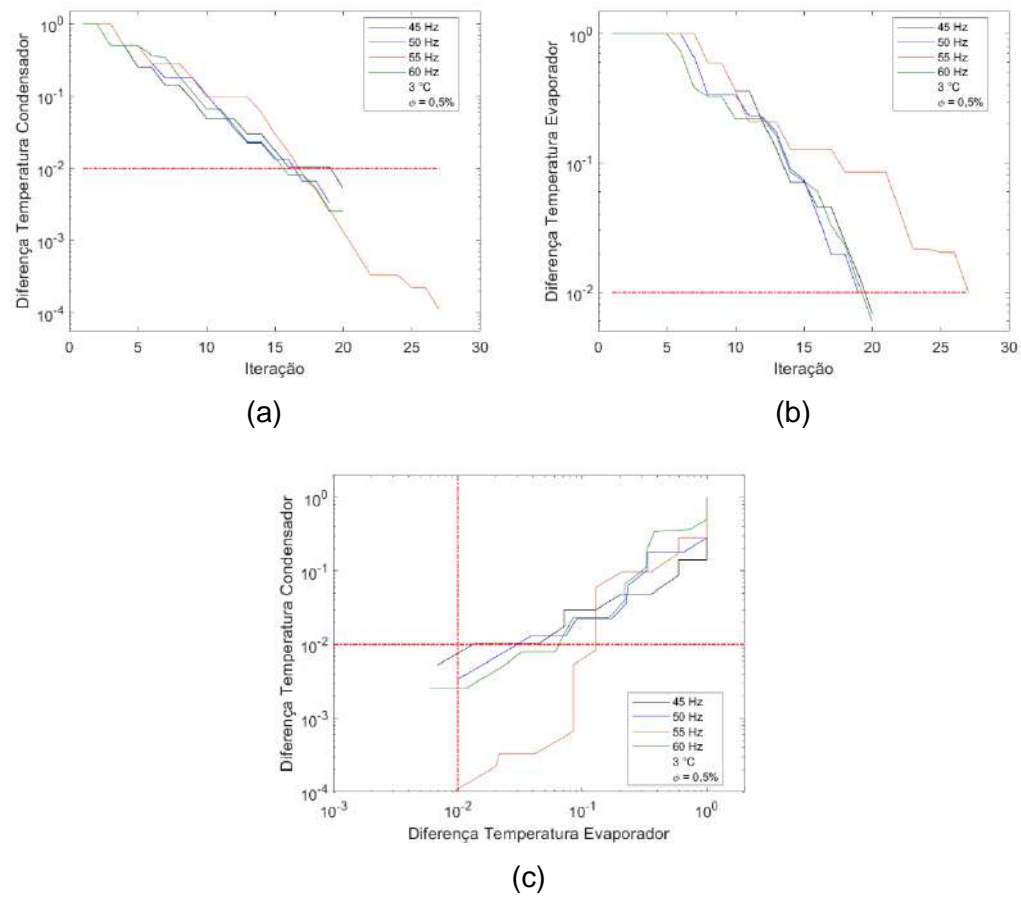 Diferença Temperatura Condensador
10^0
10^-1
10^-2
10^-3
10^-4
0 5 10 15 20 25 30
Iteração
45 Hz
50 Hz
55 Hz
60 Hz
3 °C
ϕ = 0,5%
(a)
Diferença Temperatura Evaporador
10^0
10^-1
10^-2
0 5 10 15 20 25 30
Iteração
45 Hz
50 Hz
55 Hz
60 Hz
3 °C
ϕ = 0,5%
(b)
Diferença Temperatura Condensador
10^0
10^-1
10^-2
10^-3
10^-4
10^-3 10^-2 10^-1 10^0
Diferença Temperatura Evaporador
45 Hz
50 Hz
55 Hz
60 Hz
3 °C
ϕ = 0,5%
(c)